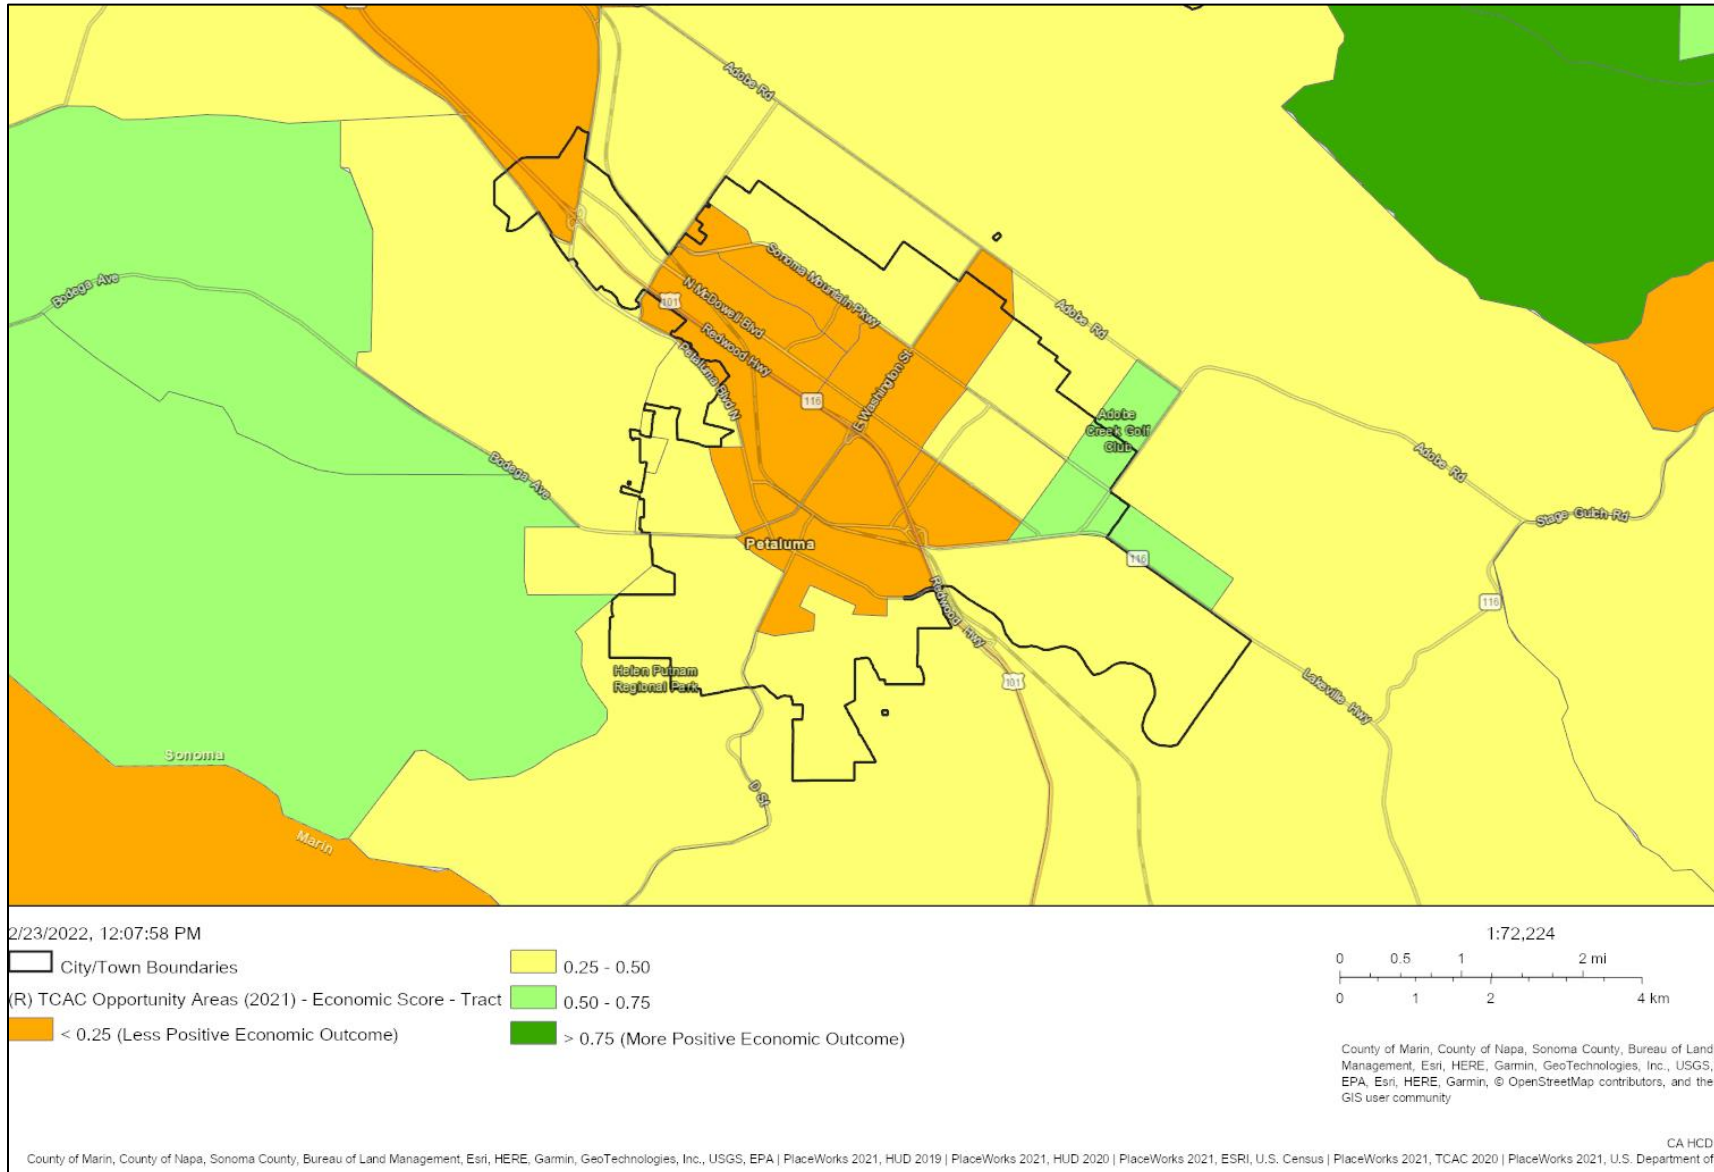 Adobe Rd
Bodega Ave
101
Sonoma Mountain Pkwy
N McDowell Blvd
Redwood Hwy
Petaluma Blvd N
116
E Washington St
Adobe Rd
Adobe
Creek Golf
Club
Adobe Rd
Bodega Ave
Stage Gulch Rd
Petaluma
116
Redwood Hwy
116
Helen Putnam
Regional Park
101
Lakeville Hwy
Sonoma
D St
Marin
2/23/2022, 12:07:58 PM
City/Town Boundaries
(R) TCAC Opportunity Areas (2021) - Economic Score - Tract
< 0.25 (Less Positive Economic Outcome)
0.25 - 0.50
0.50 - 0.75
> 0.75 (More Positive Economic Outcome)
1:72,224
0 0.5 1 2 mi
0 1 2 4 km
County of Marin, County of Napa, Sonoma County, Bureau of Land
Management, Esri, HERE, Garmin, GeoTechnologies, Inc., USGS,
EPA, Esri, HERE, Garmin, © OpenStreetMap contributors, and the
GIS user community
CA HCD
County of Marin, County of Napa, Sonoma County, Bureau of Land Management, Esri, HERE, Garmin, GeoTechnologies, Inc., USGS, EPA | PlaceWorks 2021, HUD 2019 | PlaceWorks 2021, HUD 2020 | PlaceWorks 2021, ESRI, U.S. Census | PlaceWorks 2021, TCAC 2020 | PlaceWorks 2021, U.S. Department of